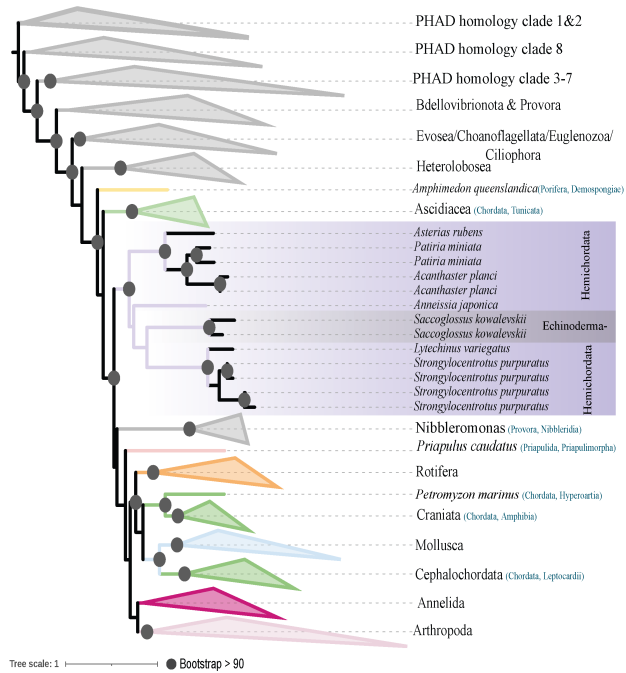 PHAD homology clade 1&2
PHAD homology clade 8
PHAD homology clade 3-7
Bdellovibrionota & Provora
Evosea/Choanoflagellata/Euglenozoa/
Ciliophora
Heterolobosea
Amphimedon queenslandica(Porifera, Demospongiae)
Ascidiacea (Chordata, Tunicata)
Asterias rubens
Patiria miniata
Patiria miniata
Acanthaster planci
Acanthaster planci
Anneissia japonica
Hemichordata
Saccoglossus kowalevskii
Saccoglossus kowalevskii
Echinoderma-
Lytechinus variegatus
Strongylocentrotus purpuratus
Strongylocentrotus purpuratus
Strongylocentrotus purpuratus
Strongylocentrotus purpuratus
Hemichordata
Nibbleromonas (Provora, Nibbleridia)
Priapulus caudatus (Priapulida, Priapulimorpha)
Rotifera
Petromyzon marinus (Chordata, Hyperoartia)
Craniata (Chordata, Amphibia)
Mollusca
Cephalochordata (Chordata, Leptocardii)
Annelida
Arthropoda
Tree scale: 1
Bootstrap > 90